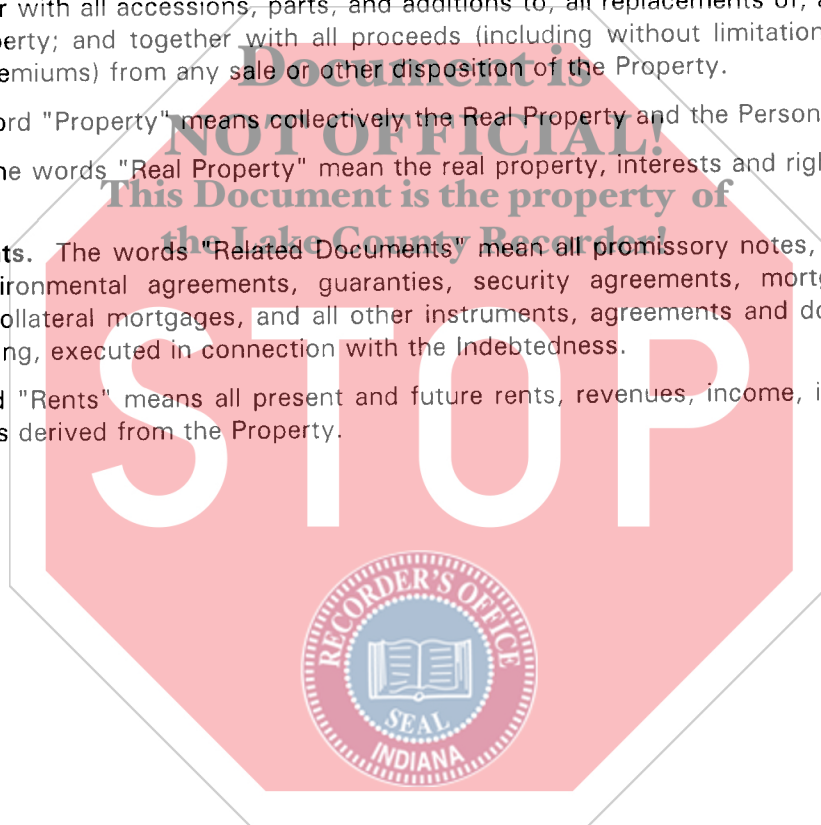 r with all accessions, parts, and additions to, all replacements of, a
perty; and together with all proceeds (including without limitation
emiums) from any sale or other disposition of the Property.
Document is
ord "Property" means collectively the Real Property and the Person
NOT OFFICIAL!
he words "Real Property" mean the real property, interests and righ
This Document is the property of
the Lake County Recorder!
ts. The words "Related Documents" mean all promissory notes,
ironmental agreements, guaranties, security agreements, mortg
ollateral mortgages, and all other instruments, agreements and do
ng, executed in connection with the Indebtedness.
d "Rents" means all present and future rents, revenues, income, i
s derived from the Property.
STOP
RECORDER'S OFFICE
SEAL
INDIANA